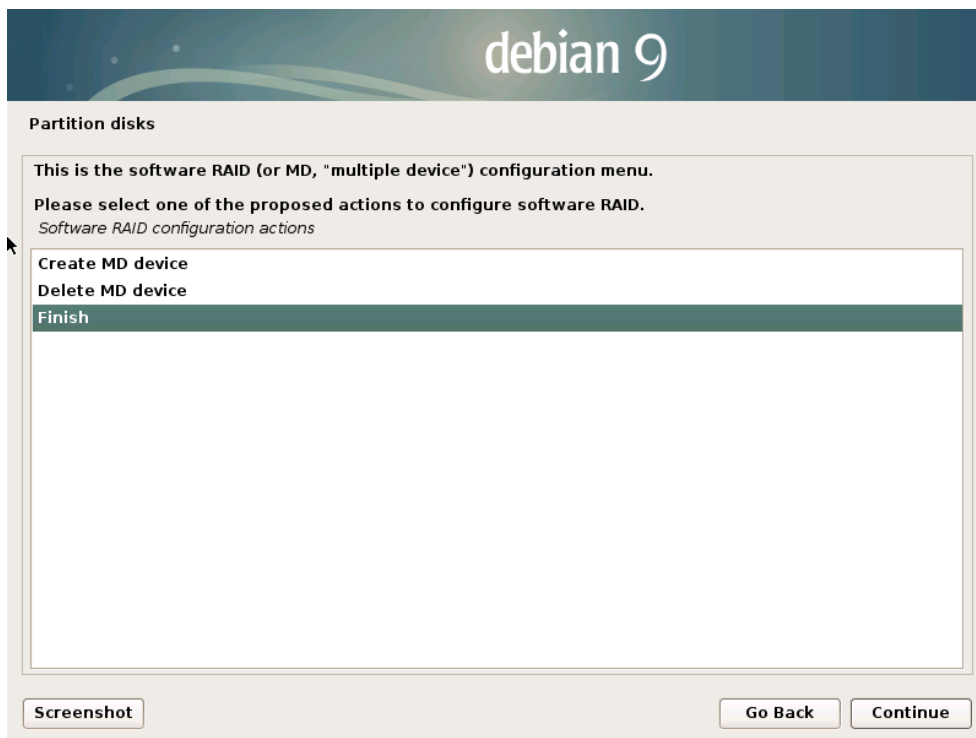 debian 9
Partition disks
This is the software RAID (or MD, "multiple device") configuration menu.
Please select one of the proposed actions to configure software RAID.
Software RAID configuration actions
Create MD device
Delete MD device
Finish
Screenshot
Go Back
Continue